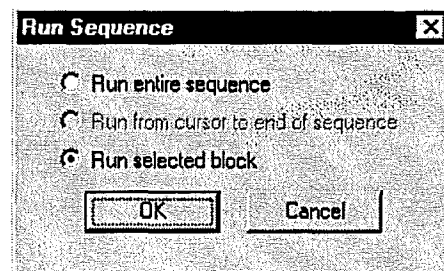 Run Sequence
Run entire sequence
Run from cursor to end of sequence
Run selected block
OK
Cancel